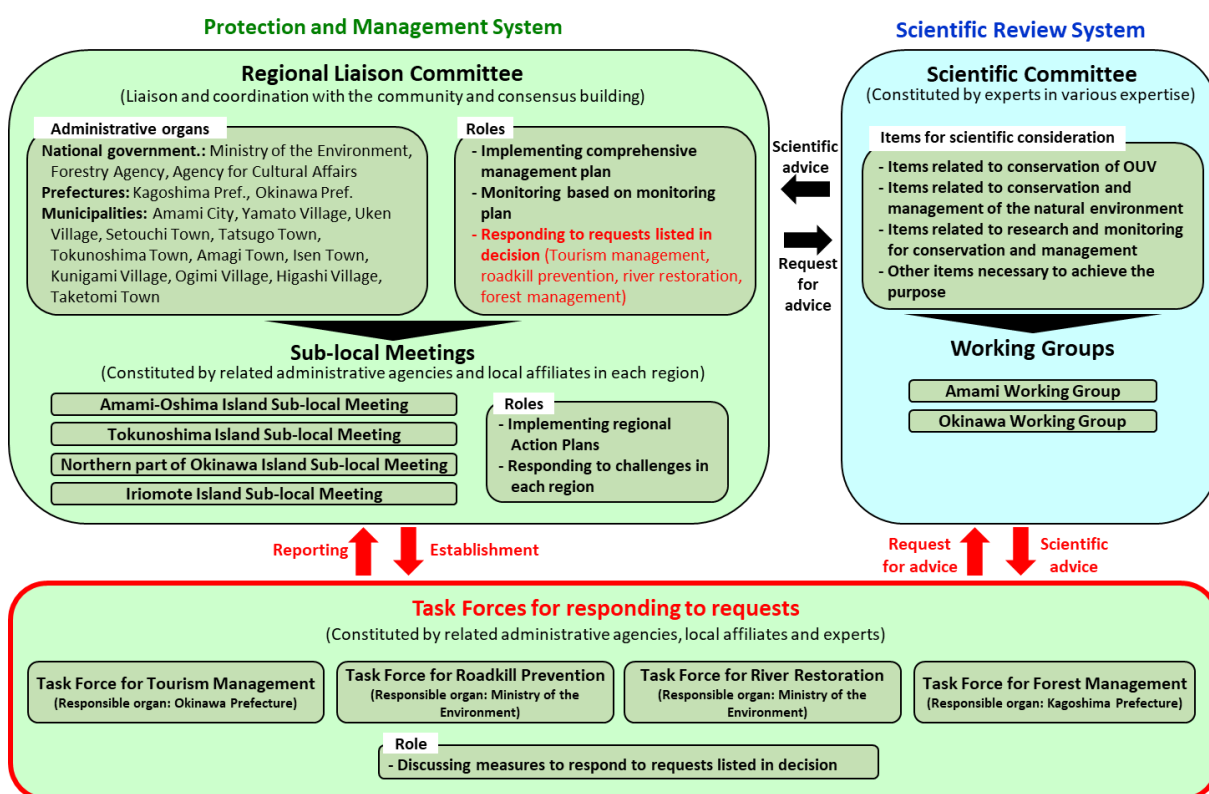 Protection and Management System
Scientific Review System
Regional Liaison Committee
(Liaison and coordination with the community and consensus building)
Administrative organs
National government.: Ministry of the Environment,
Forestry Agency, Agency for Cultural Affairs
Prefectures: Kagoshima Pref., Okinawa Pref.
Municipalities: Amami City, Yamato Village, Uken
Village, Setouchi Town, Tatsugo Town,
Tokunoshima Town, Amagi Town, Isen Town,
Kunigami Village, Ogimi Village, Higashi Village,
Taketomi Town
Roles
- Implementing comprehensive
management plan
- Monitoring based on monitoring
plan
- Responding to requests listed in
decision (Tourism management,
roadkill prevention, river restoration,
forest management)
Scientific
advice
Request
for
advice
Scientific Committee
(Constituted by experts in various expertise)
Items for scientific consideration
- Items related to conservation of OUV
- Items related to conservation and
management of the natural environment
- Items related to research and monitoring
for conservation and management
- Other items necessary to achieve the
purpose
Sub-local Meetings
(Constituted by related administrative agencies and local affiliates in each region)
Amami-Oshima Island Sub-local Meeting
Tokunoshima Island Sub-local Meeting
Northern part of Okinawa Island Sub-local Meeting
Iriomote Island Sub-local Meeting
Roles
- Implementing regional
Action Plans
- Responding to challenges in
each region
Working Groups
Amami Working Group
Okinawa Working Group
Reporting
Establishment
Request
for advice
Scientific
advice
Task Forces for responding to requests
(Constituted by related administrative agencies, local affiliates and experts)
Task Force for Tourism Management
(Responsible organ: Okinawa Prefecture)
Task Force for Roadkill Prevention
(Responsible organ: Ministry of the
Environment)
Task Force for River Restoration
(Responsible organ: Ministry of the
Environment)
Task Force for Forest Management
(Responsible organ: Kagoshima Prefecture)
Role
- Discussing measures to respond to requests listed in decision